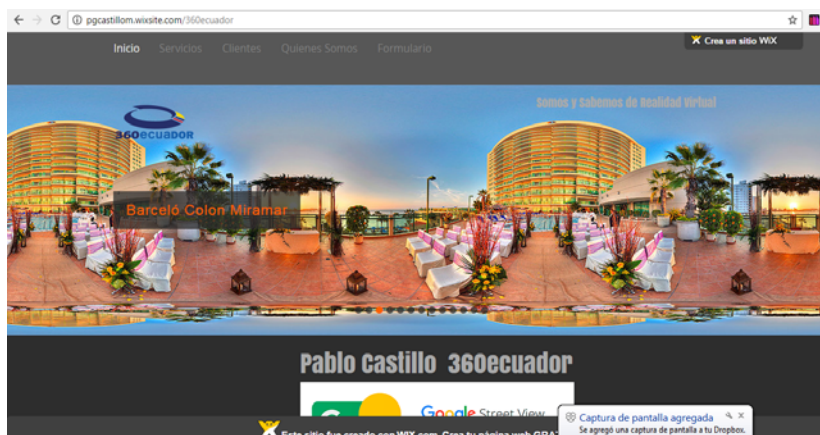 pgcastillom.wixsite.com/360ecuador
Inicio Servicios Clientes Quienes Somos Formulario
Crea un sitio WiX
Somos y Sabemos de Realidad Virtual
360ECUADOR
Barceló Colon Miramar
Pablo Castillo 360ecuador
Google Street View
Captura de pantalla agregada
Se agregó una captura de pantalla a tu Dropbox.
Este sitio fue creado con WIX.com. Crea tu página web GRAT